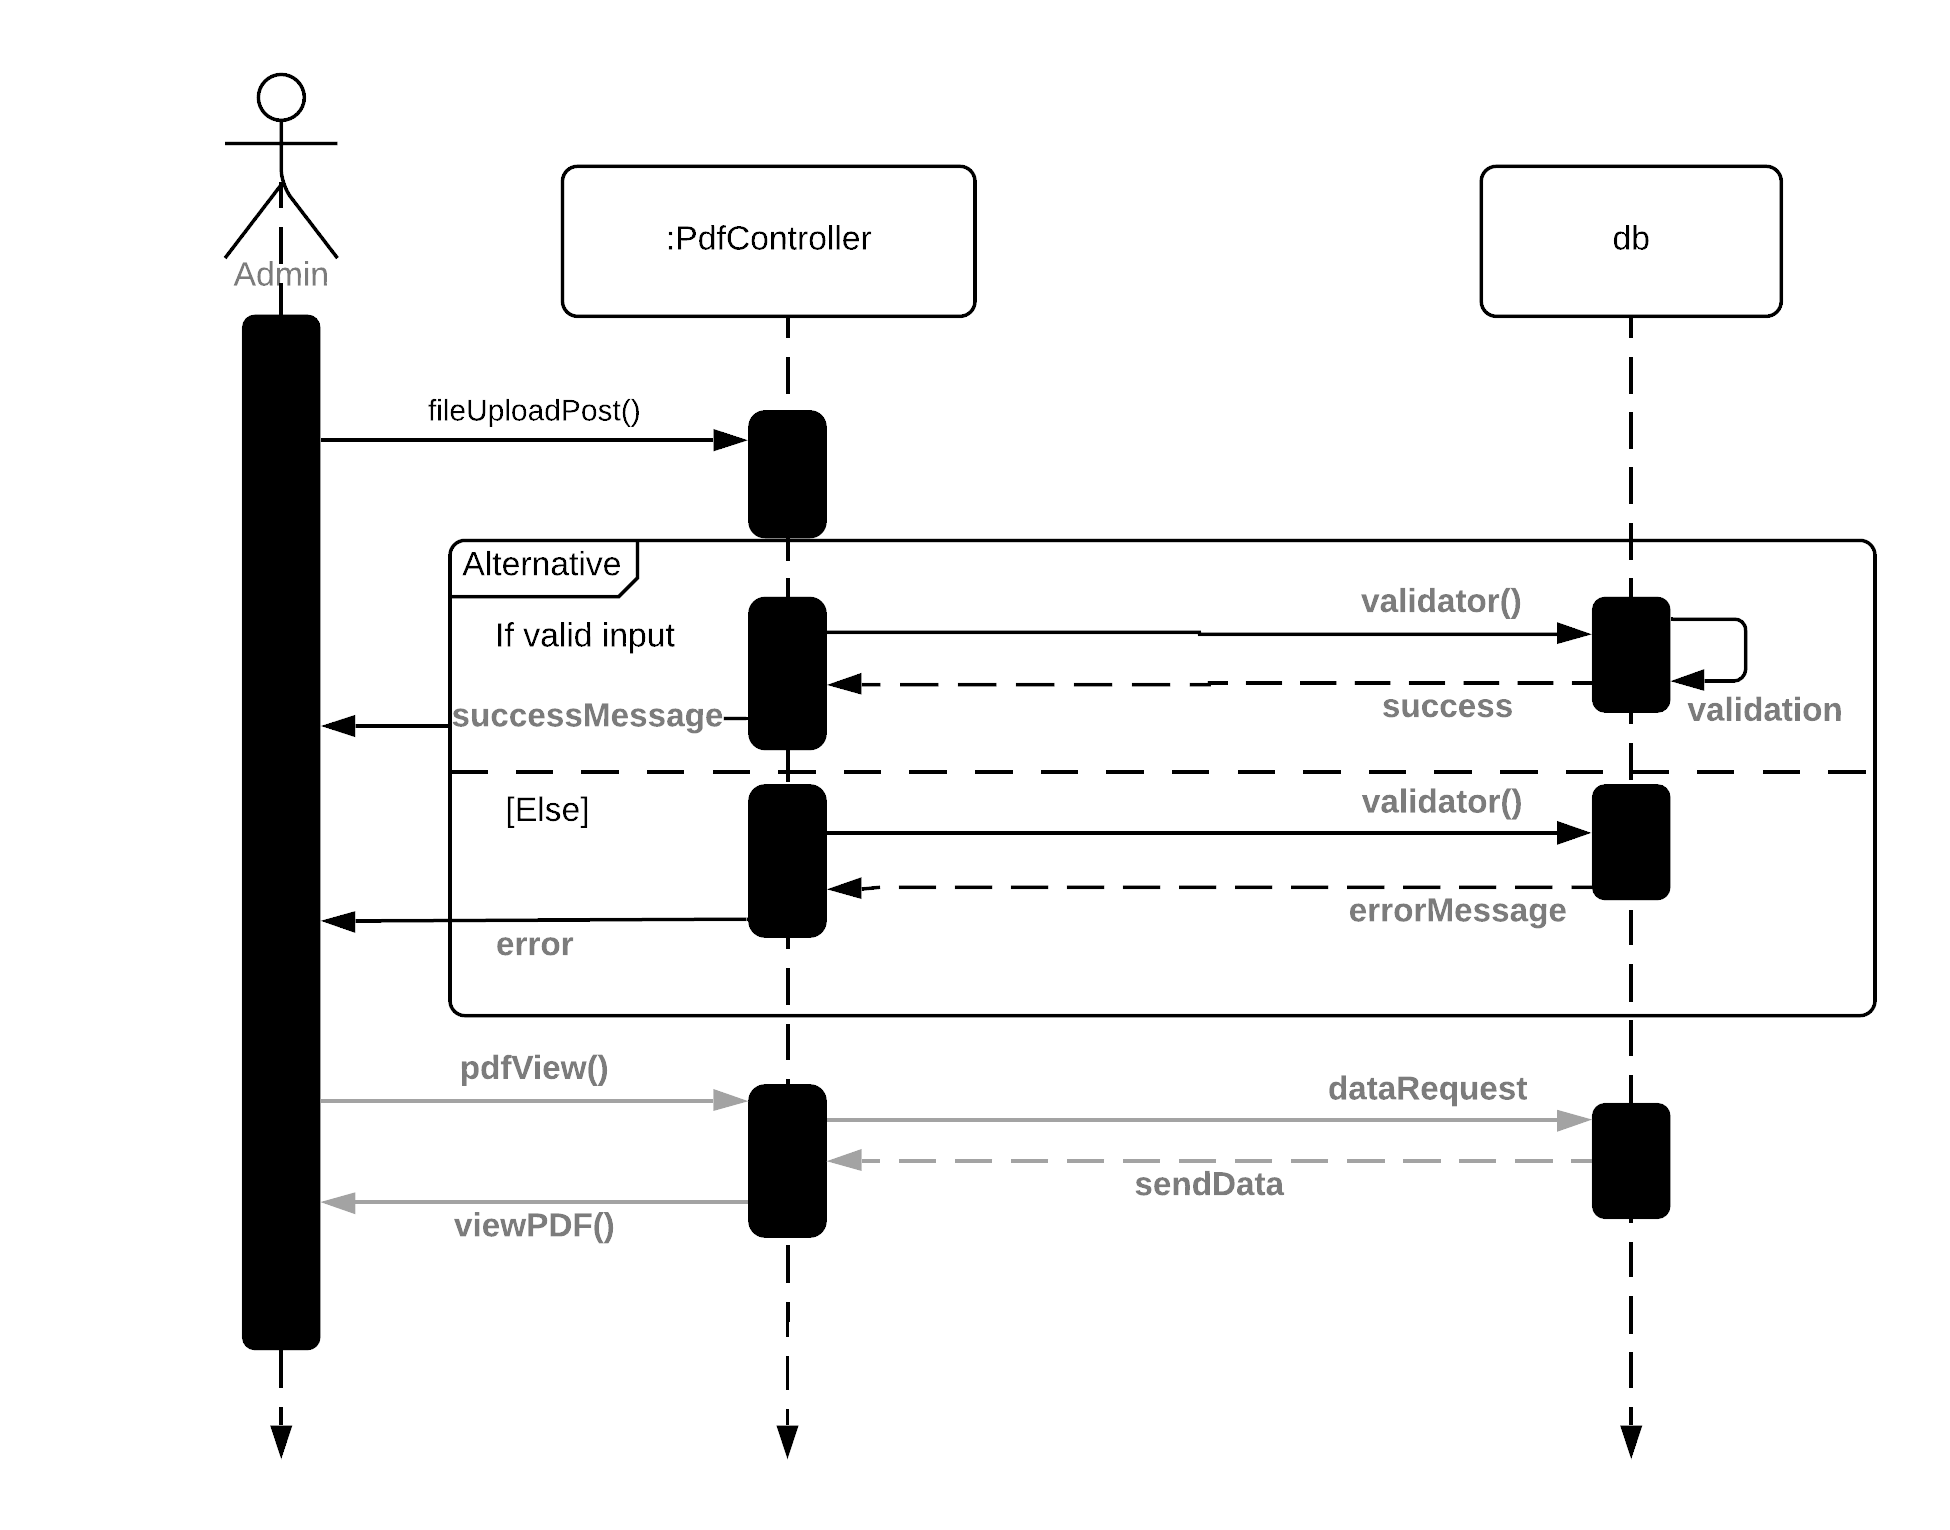 Admin
:PdfController
db
fileUploadPost()
Alternative
If valid input
validator()
success
validation
successMessage
[Else]
validator()
errorMessage
error
pdfView()
dataRequest
sendData
viewPDF()